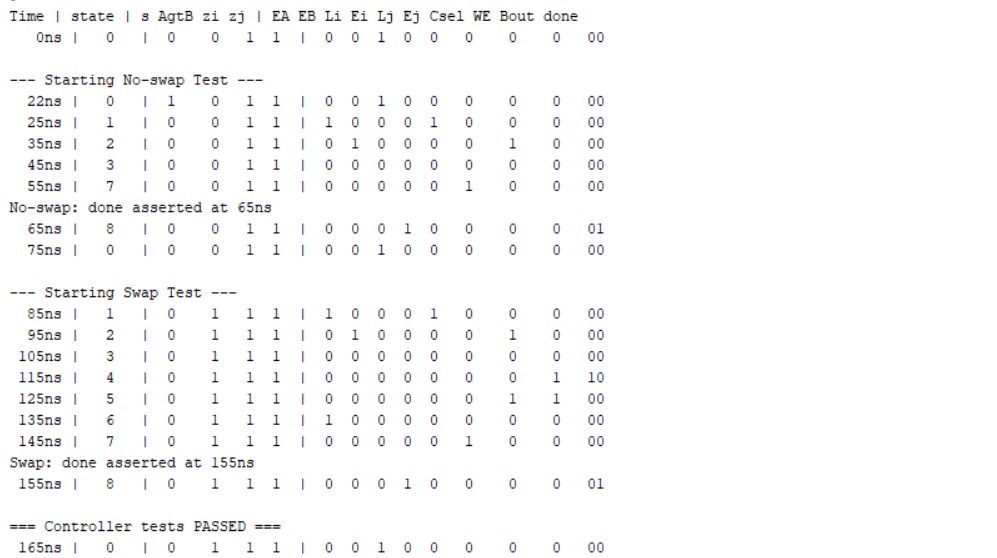 Time | state | s AgtB zi zj | EA EB Li Ei Lj Ej Csel WE Bout done
0ns | 0 | 0 0 1 1 | 0 0 1 0 0 0 0 0 00
--- Starting No-swap Test ---
22ns | 0 | 1 0 1 1 | 0 0 1 0 0 0 0 0 00
25ns | 1 | 0 0 1 1 | 1 0 0 0 1 0 0 0 00
35ns | 2 | 0 0 1 1 | 0 1 0 0 0 0 1 0 00
45ns | 3 | 0 0 1 1 | 0 0 0 0 0 0 0 0 00
55ns | 7 | 0 0 1 1 | 0 0 0 0 0 1 0 0 00
No-swap: done asserted at 65ns
65ns | 8 | 0 0 1 1 | 0 0 0 1 0 0 0 0 01
75ns | 0 | 0 0 1 1 | 0 0 1 0 0 0 0 0 00
--- Starting Swap Test ---
85ns | 1 | 0 1 1 1 | 1 0 0 0 1 0 0 0 00
95ns | 2 | 0 1 1 1 | 0 1 0 0 0 0 1 0 00
105ns | 3 | 0 1 1 1 | 0 0 0 0 0 0 0 0 00
115ns | 4 | 0 1 1 1 | 0 0 0 0 0 0 0 1 10
125ns | 5 | 0 1 1 1 | 0 0 0 0 0 0 1 1 00
135ns | 6 | 0 1 1 1 | 1 0 0 0 0 0 0 0 00
145ns | 7 | 0 1 1 1 | 0 0 0 0 0 1 0 0 00
Swap: done asserted at 155ns
155ns | 8 | 0 1 1 1 | 0 0 0 1 0 0 0 0 01
=== Controller tests PASSED ===
165ns | 0 | 0 1 1 1 | 0 0 1 0 0 0 0 0 00